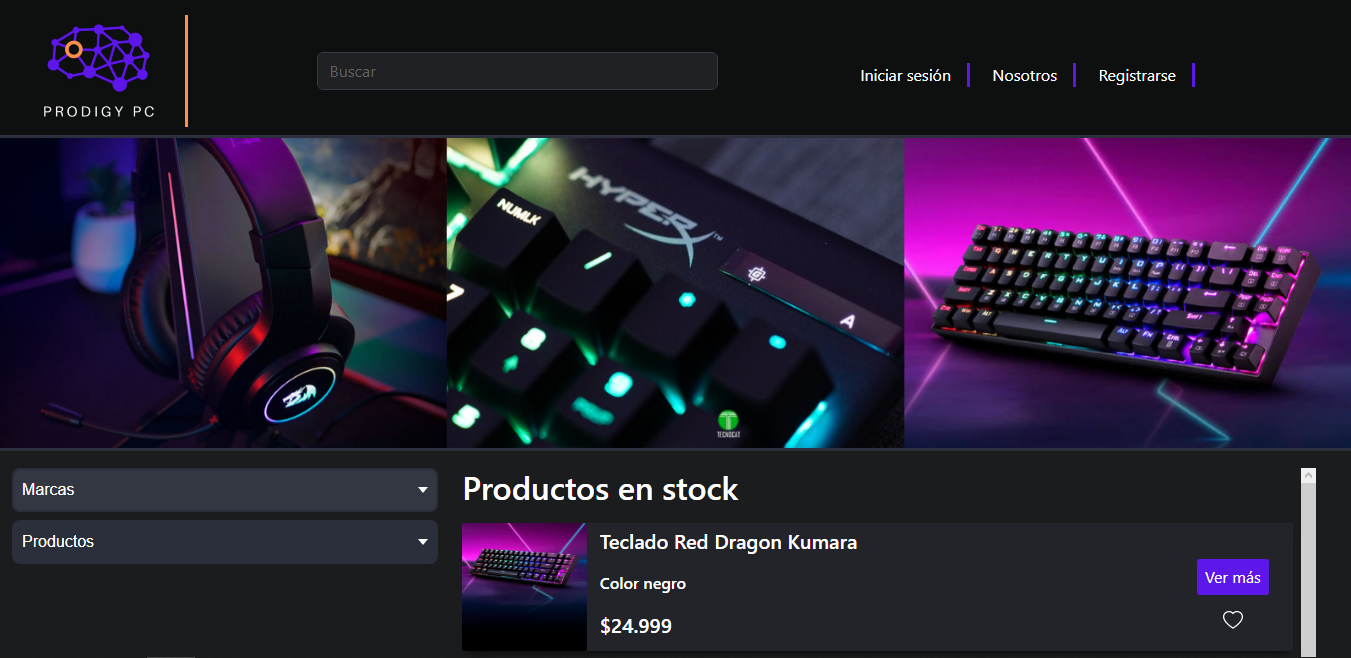 PRODIGY PC
Buscar
Iniciar sesión
Nosotros
Registrarse
HYPERX™
NUMLK
A
TECNOCAT
Marcas
Productos
Productos en stock
Teclado Red Dragon Kumara
Color negro
$24.999
Ver más